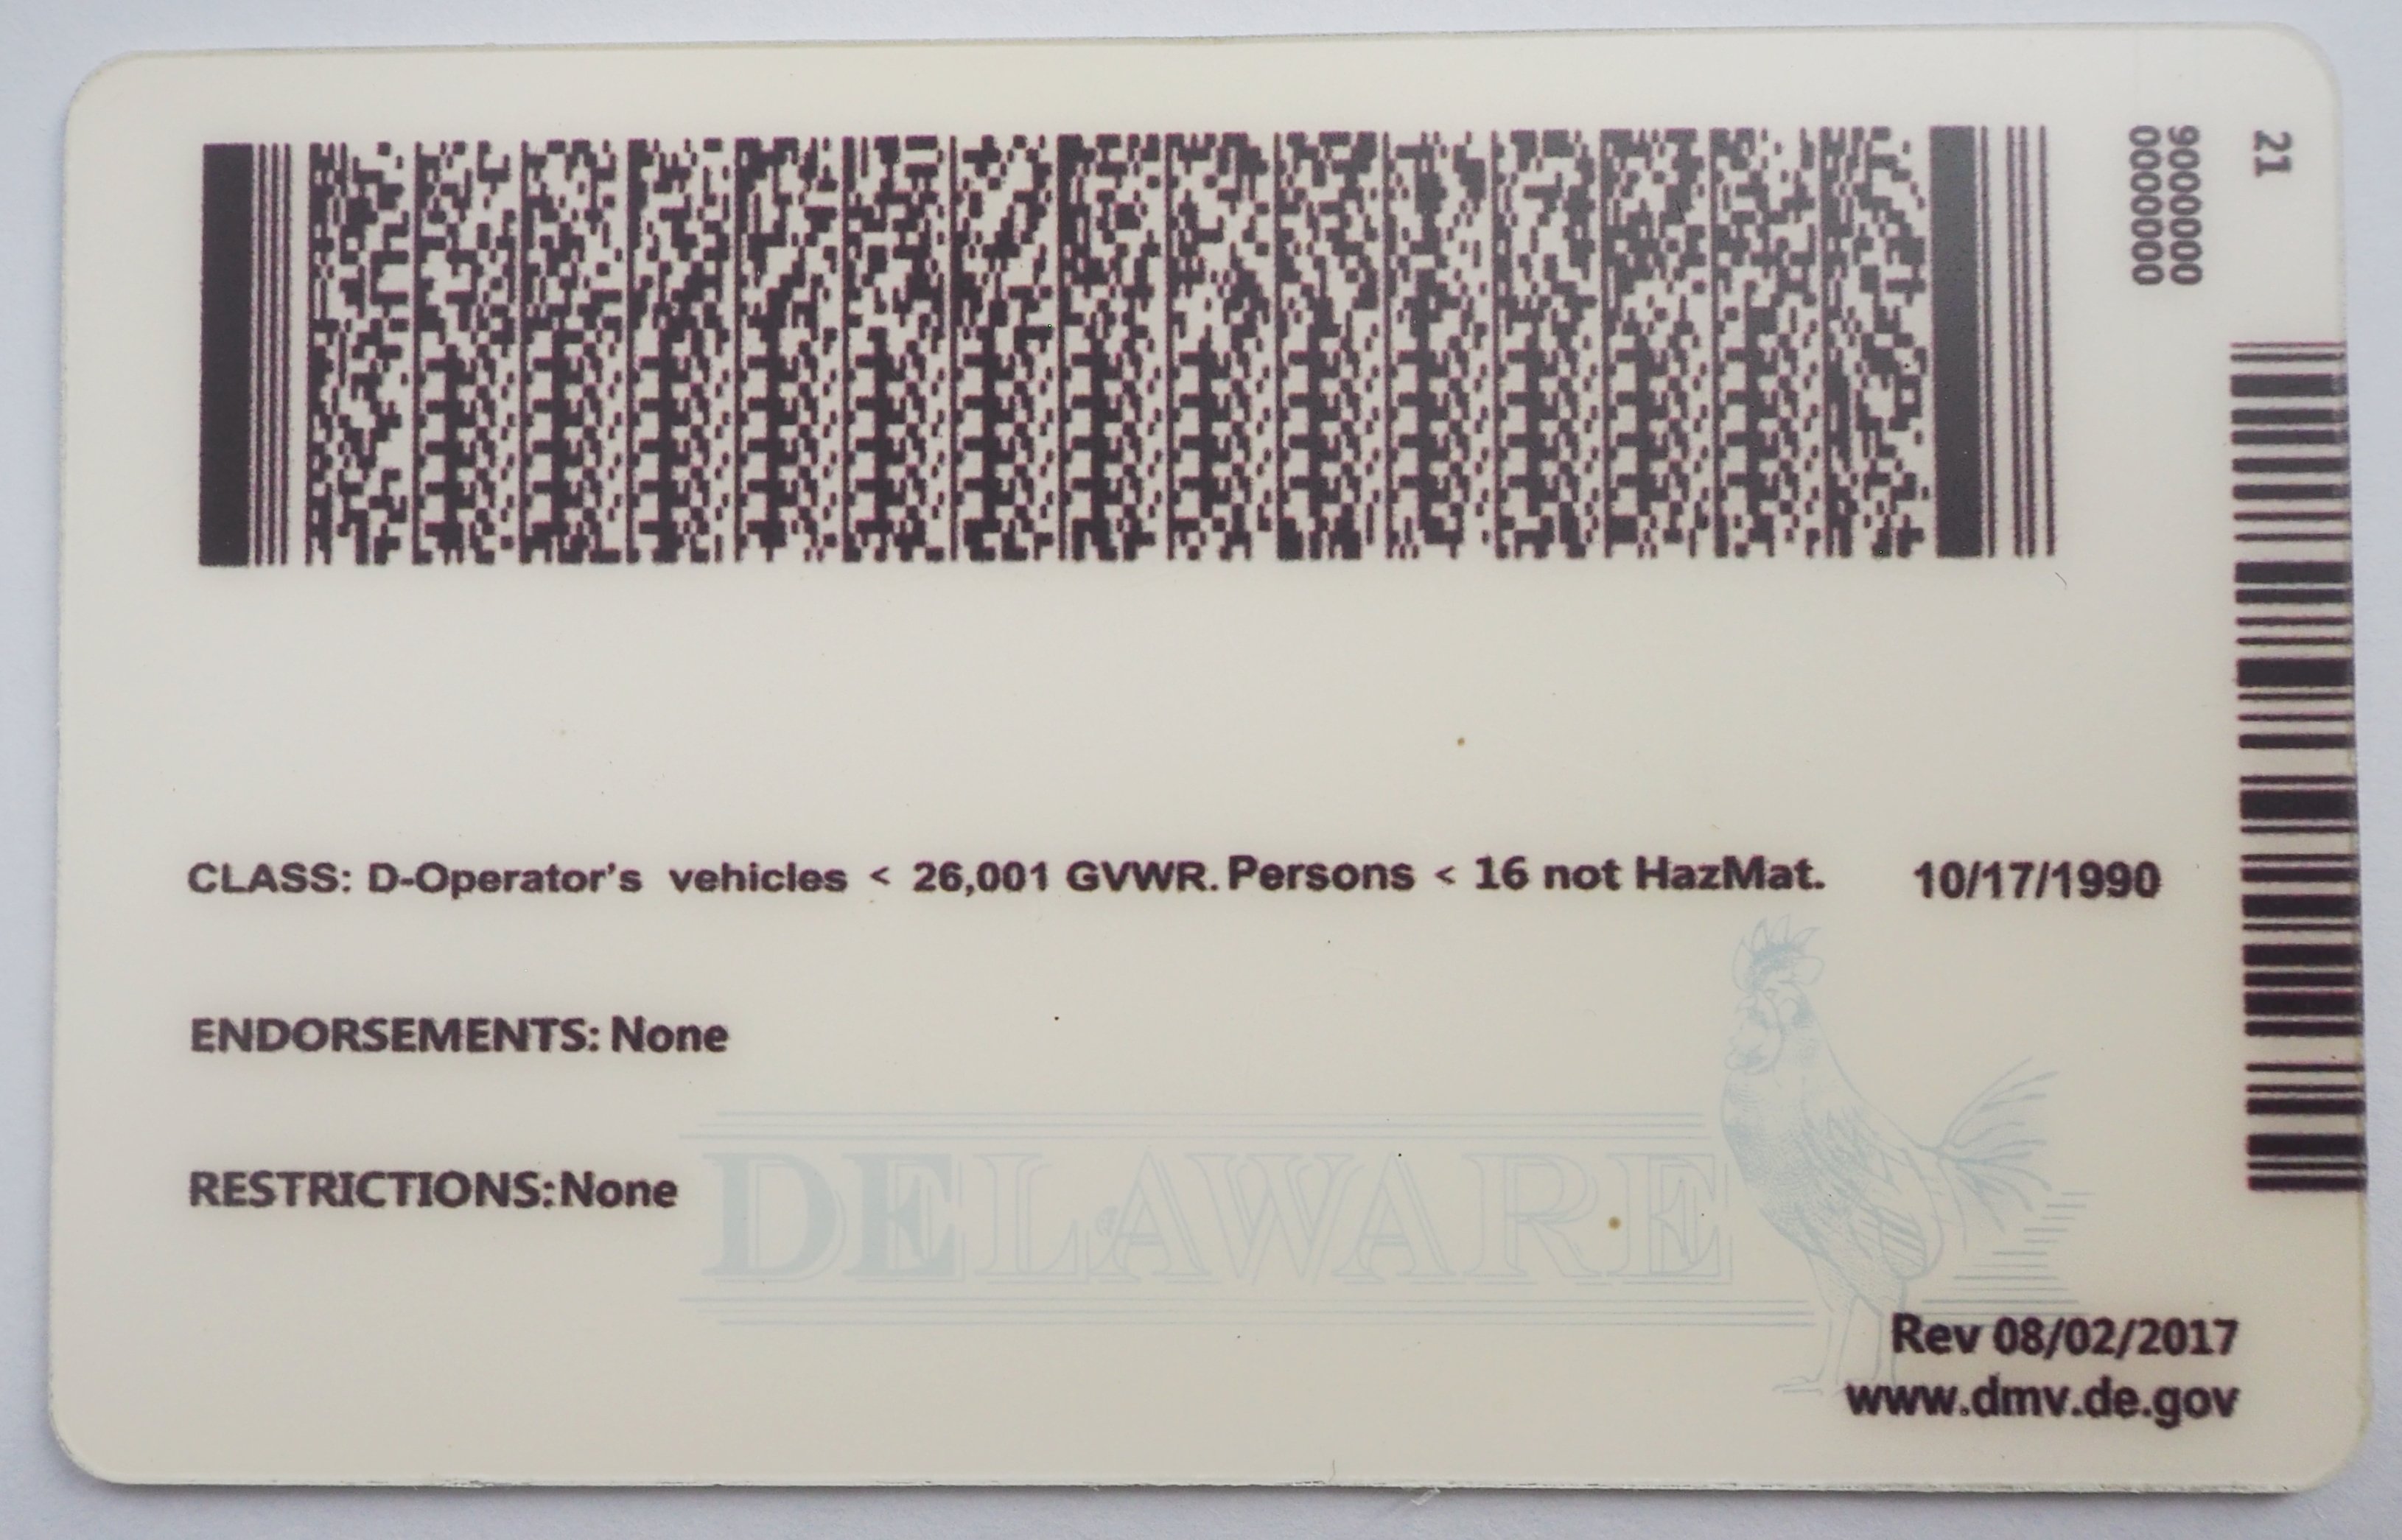 21
9000000
0000000
CLASS: D-Operator's vehicles < 26,001 GVWR. Persons < 16 not HazMat. 10/17/1990
ENDORSEMENTS: None
RESTRICTIONS:None
DELAWARE
Rev 08/02/2017
www.dmv.de.gov